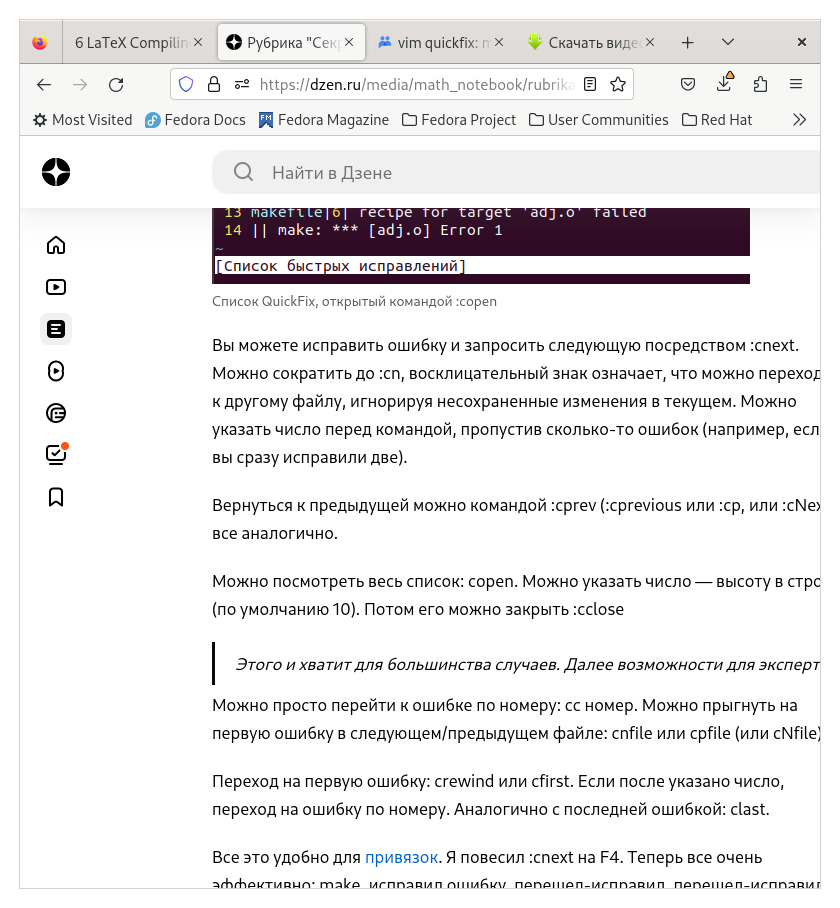 6 LaTeX Compilin
Рубрика "Сек
vim quickfix:
Скачать виде
https://dzen.ru/media/math_notebook/rubrika
Most Visited
Fedora Docs
Fedora Magazine
Fedora Project
User Communities
Red Hat
Найти в Дзене
13 makefile|6| recipe for target 'adj.o' failed
14 || make: *** [adj.o] Error 1
~
[Список быстрых исправлений]
Список QuickFix, открытый командой :copen
Вы можете исправить ошибку и запросить следующую посредством :cnext.
Можно сократить до :cn, восклицательный знак означает, что можно переход
к другому файлу, игнорируя несохраненные изменения в текущем. Можно
указать число перед командой, пропустив сколько-то ошибок (например, есл
вы сразу исправили две).
Вернуться к предыдущей можно командой :cprev (:cprevious или :cp, или :cNex
все аналогично.
Можно посмотреть весь список: copen. Можно указать число — высоту в стро
(по умолчанию 10). Потом его можно закрыть :cclose
Этого и хватит для большинства случаев. Далее возможности для эксперт
Можно просто перейти к ошибке по номеру: cc номер. Можно прыгнуть на
первую ошибку в следующем/предыдущем файле: cnfile или cpfile (или cNfile)
Переход на первую ошибку: crewind или cfirst. Если после указано число,
переход на ошибку по номеру. Аналогично с последней ошибкой: clast.
Все это удобно для привязок. Я повесил :cnext на F4. Теперь все очень
эффективно: make, исправил ошибку, перешел-исправил, перешел-исправил